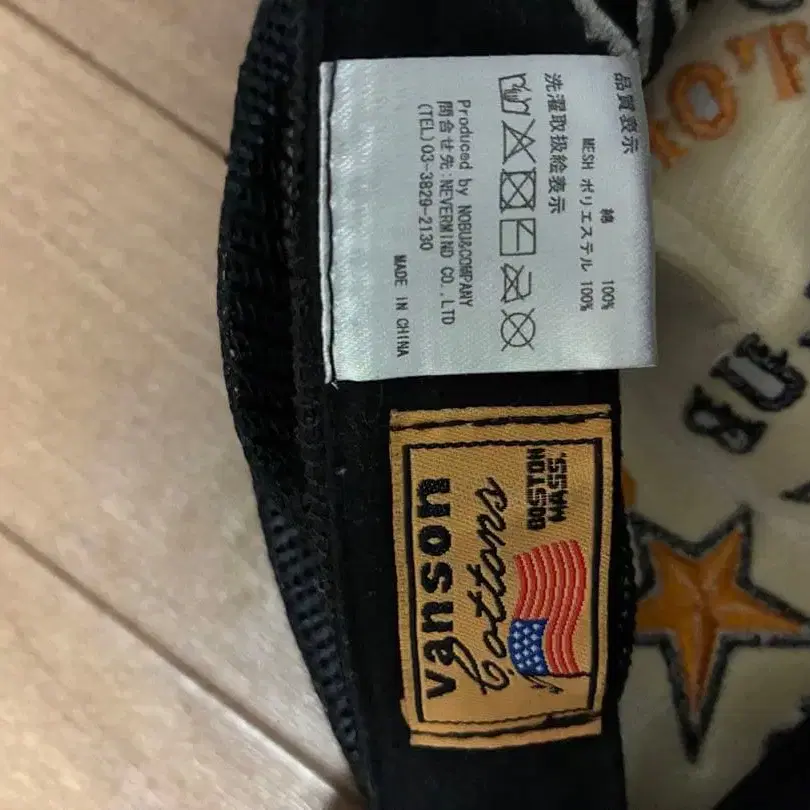 品質表示
綿 100%
MESH ポリエステル 100%
洗濯取扱絵表示
Produced by NOBU&COMPANY
問合せ先:NEVERMIND CO.,LTD
(TEL)03-3829-2130
MADE IN CHINA
vanson
Cottons
BOSTON
MASS.